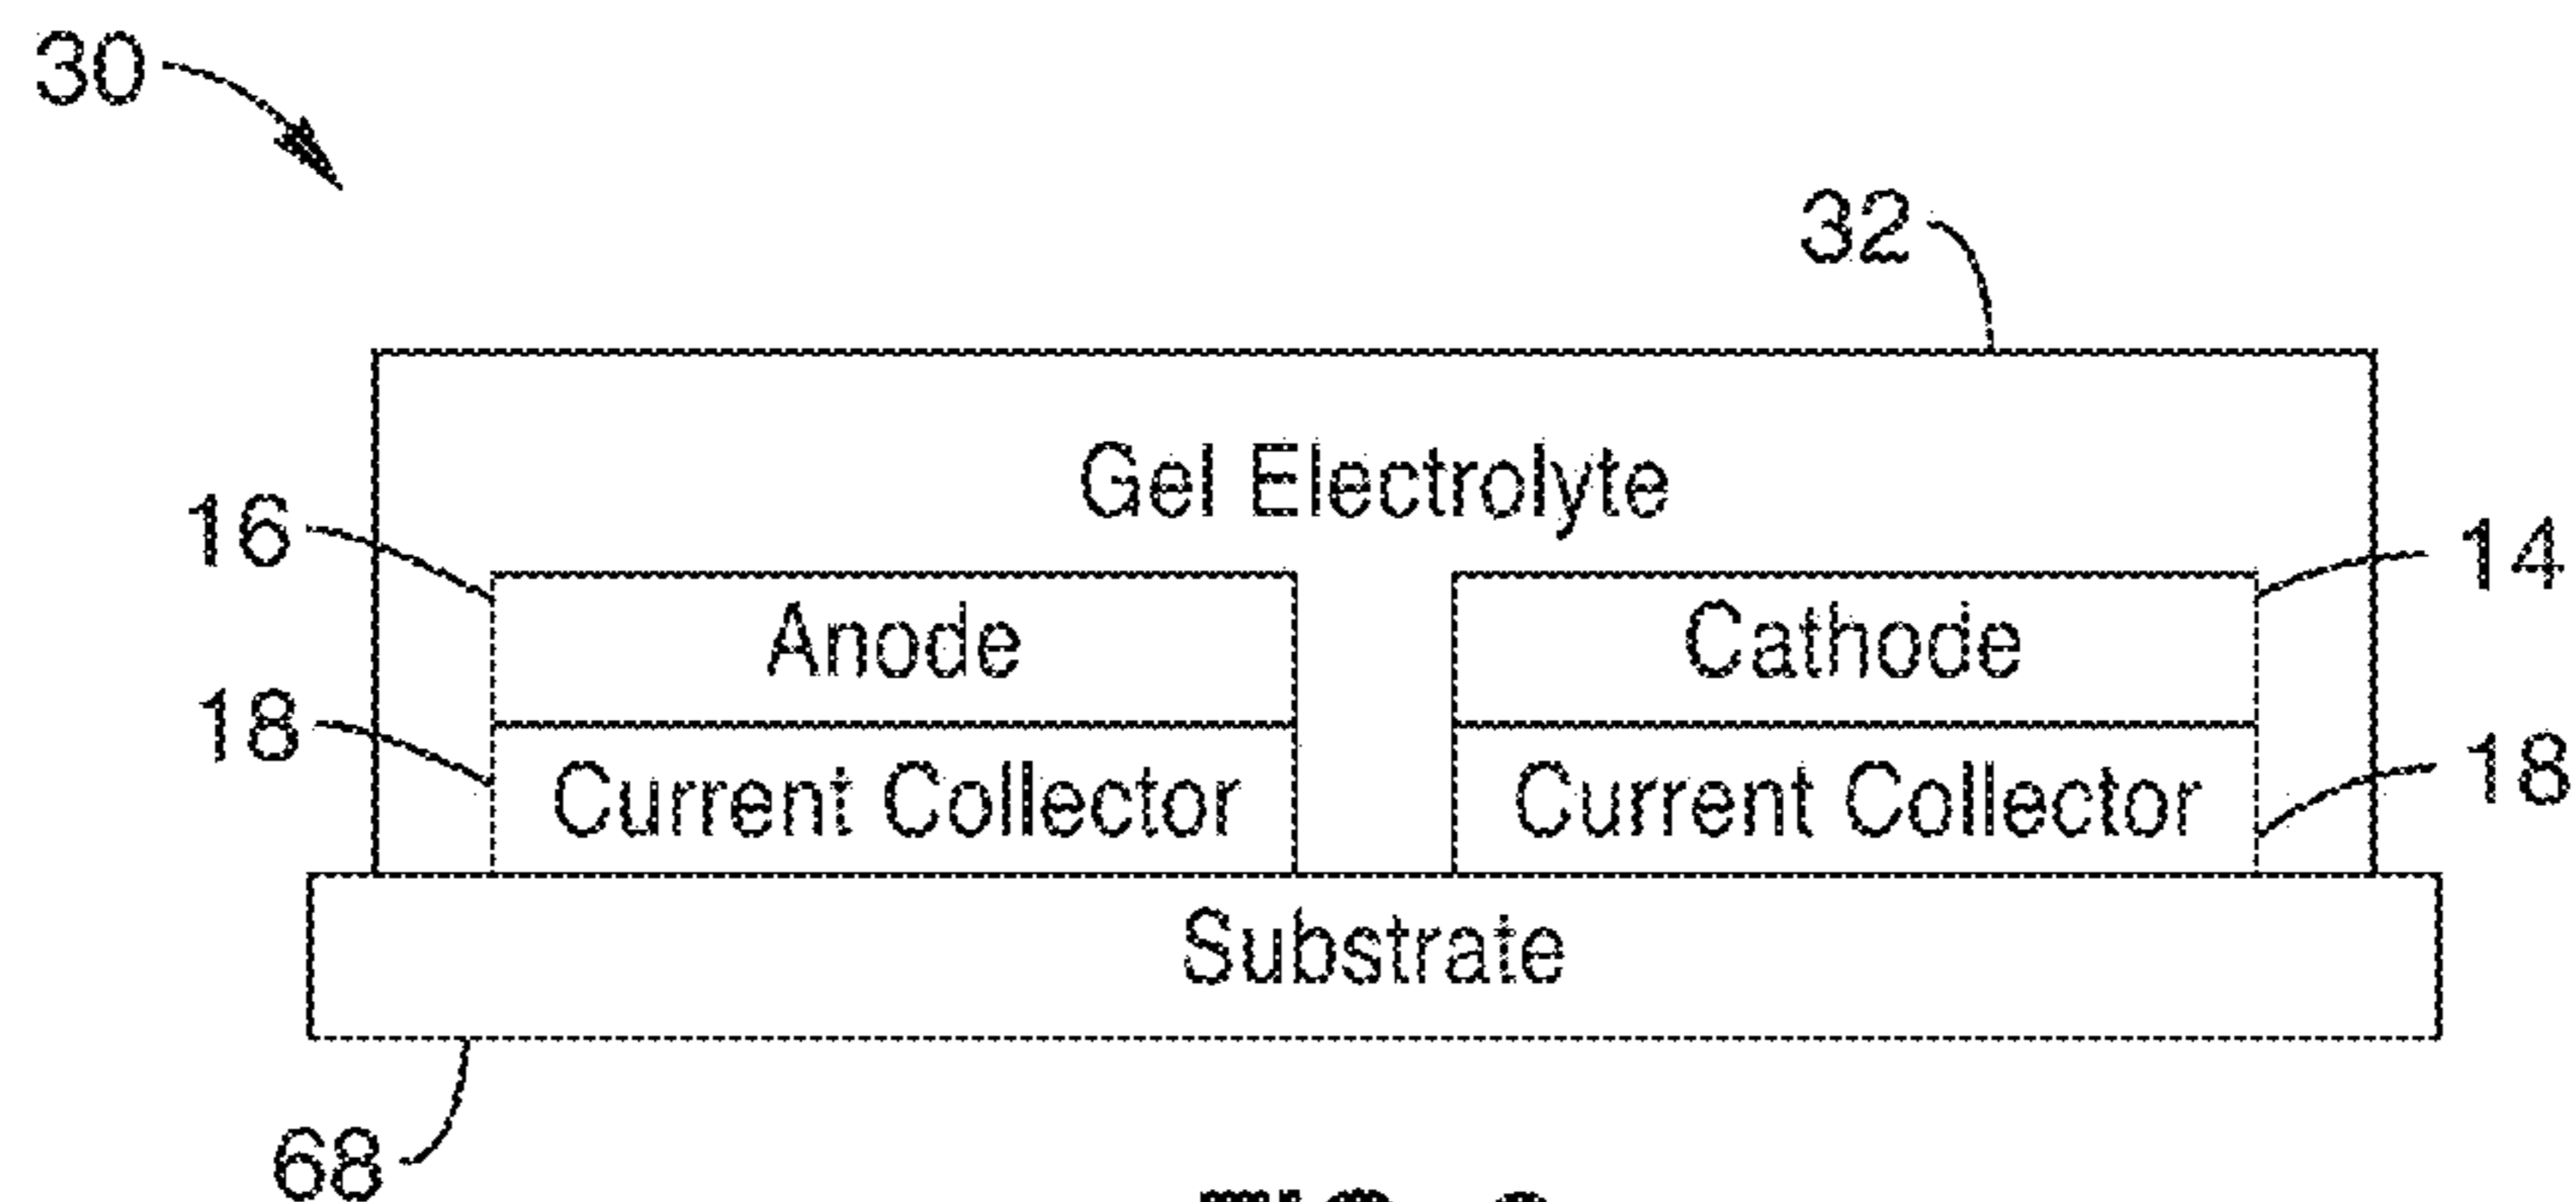 30
32
Gel Electrolyte
16
14
Anode
Cathode
18
18
Current Collector
Current Collector
Substrate
68